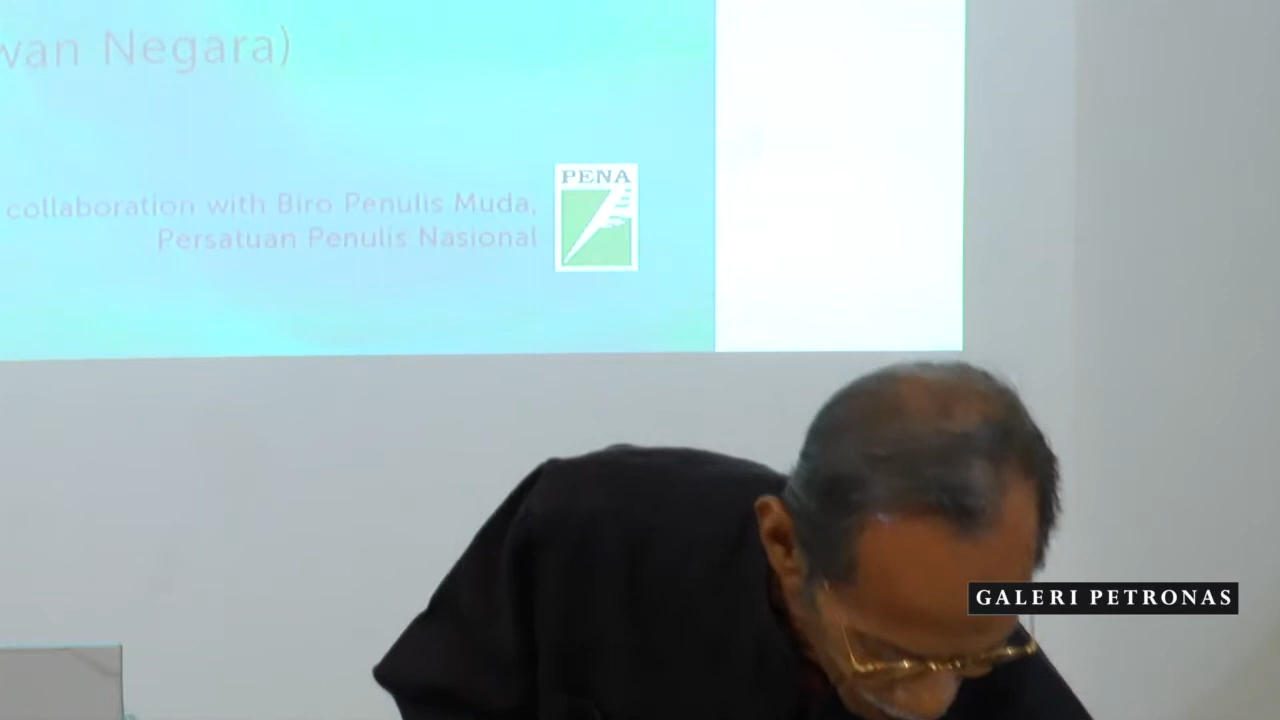 wan Negara)
collaboration with Biro Penulis Muda,
Persatuan Penulis Nasional
PENA
GALERI PETRONAS